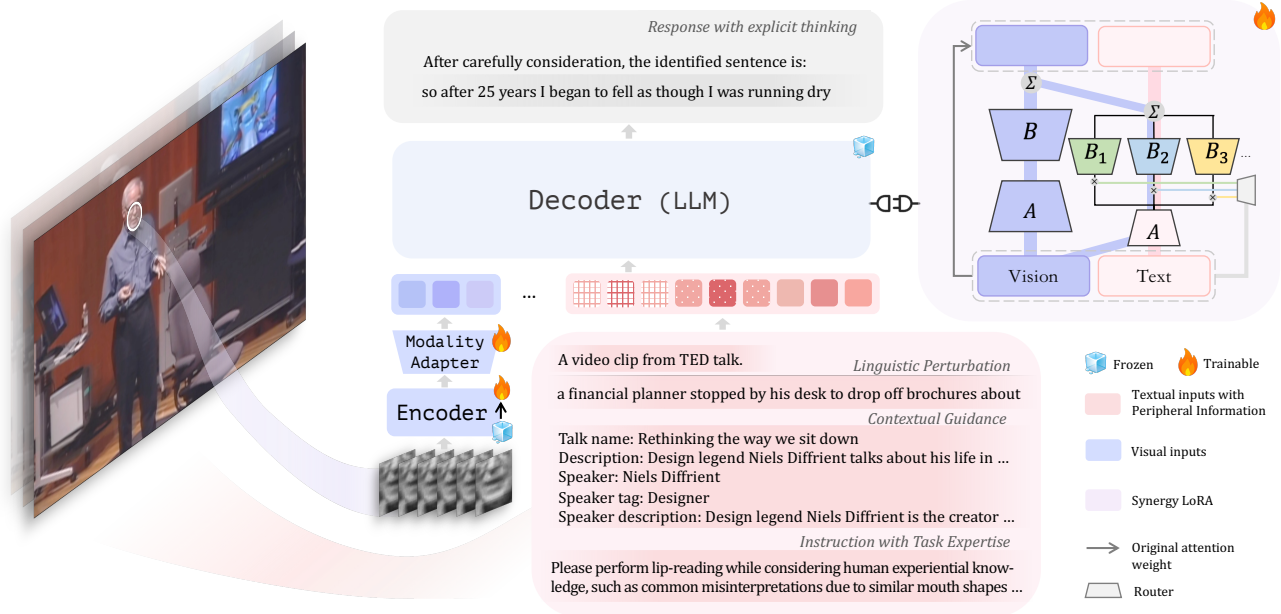 Response with explicit thinking
After carefully consideration, the identified sentence is:
so after 25 years I began to fell as though I was running dry
Decoder (LLM)
...
Modality
Adapter
Encoder
A video clip from TED talk.
Linguistic Perturbation
a financial planner stopped by his desk to drop off brochures about
Contextual Guidance
Talk name: Rethinking the way we sit down
Description: Design legend Niels Diffrient talks about his life in ...
Speaker: Niels Diffrient
Speaker tag: Designer
Speaker description: Design legend Niels Diffrient is the creator ...
Instruction with Task Expertise
Please perform lip-reading while considering human experiential know-
ledge, such as common misinterpretations due to similar mouth shapes ...
Σ
Σ
B
B1
B2
B3
...
A
A
Vision
Text
Frozen
Trainable
Textual inputs with
Peripheral Information
Visual inputs
Synergy LoRA
Original attention
weight
Router